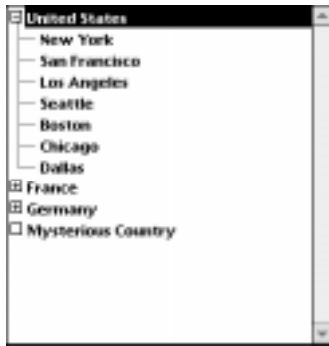 United States
New York
San Francisco
Los Angeles
Seattle
Boston
Chicago
Dallas
France
Germany
Mysterious Country